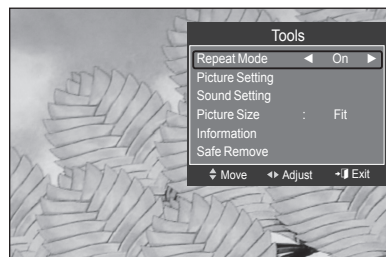 Tools
Repeat Mode ◀ On ▶
Picture Setting
Sound Setting
Picture Size : Fit
Information
Safe Remove
Move Adjust Exit